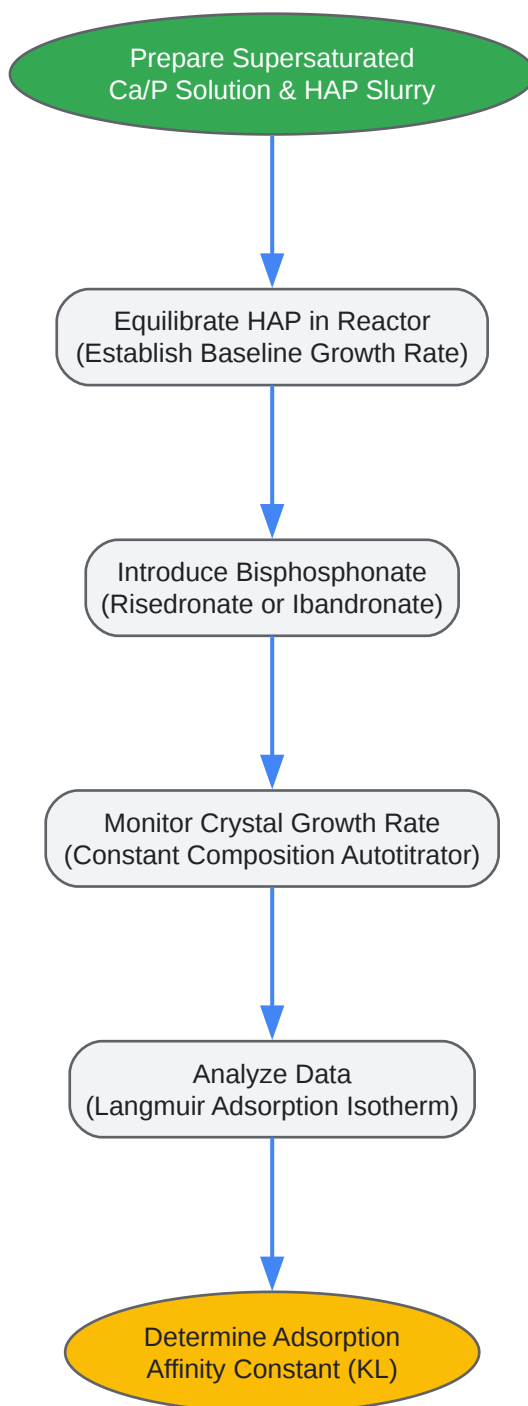 Prepare Supersaturated
Ca/P Solution & HAP Slurry
Equilibrate HAP in Reactor
(Establish Baseline Growth Rate)
Introduce Bisphosphonate
(Risedronate or Ibandronate)
Monitor Crystal Growth Rate
(Constant Composition Autotitrator)
Analyze Data
(Langmuir Adsorption Isotherm)
Determine Adsorption
Affinity Constant (KL)